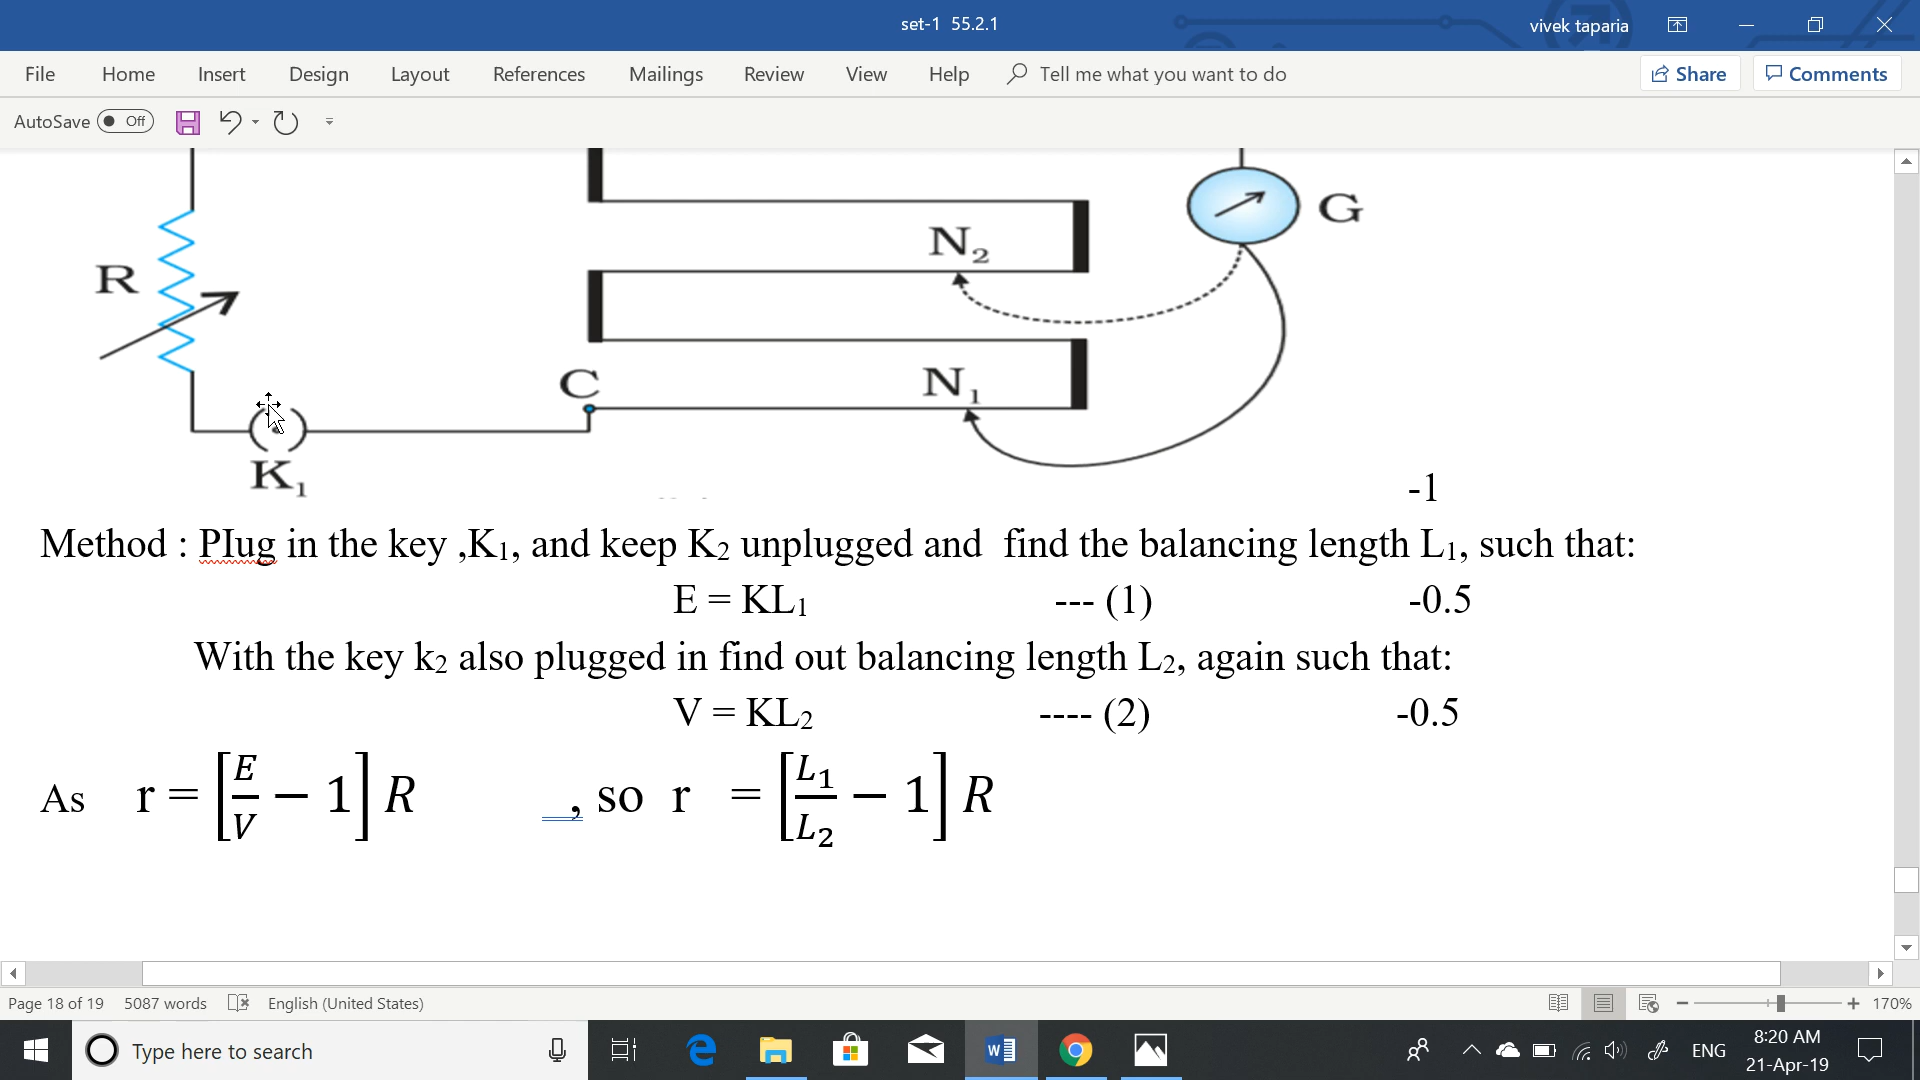 set-1 55.2.1
vivek taparia
File Home Insert Design Layout References Mailings Review View Help Tell me what you want to do Share Comments
AutoSave Off
G
N2
R
C
N1
K1
-1
Method : PIug in the key ,K1, and keep K2 unplugged and find the balancing length L1, such that:
E = KL1 --- (1) -0.5
With the key k2 also plugged in find out balancing length L2, again such that:
V = KL2 ---- (2) -0.5
As r = [E/V − 1] R , so r = [L1/L2 − 1] R
Page 18 of 19 5087 words English (United States) 170%
Type here to search ENG 8:20 AM
21-Apr-19